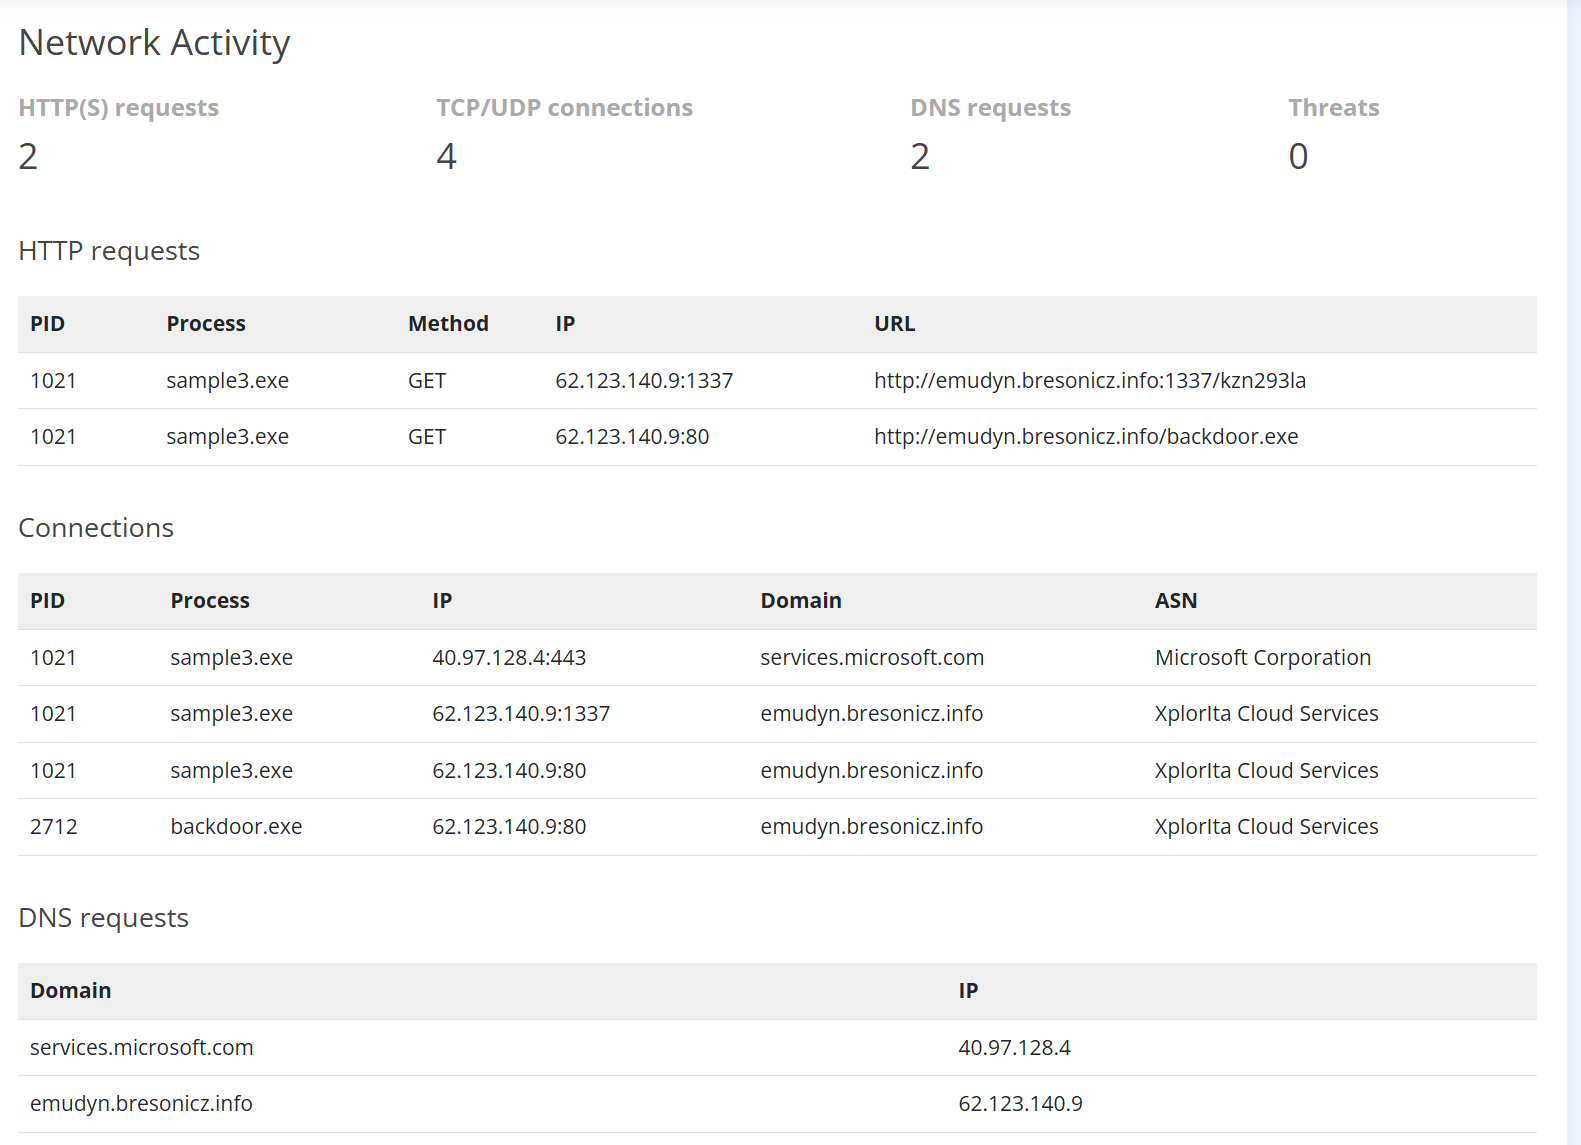 Network Activity
HTTP(S) requests TCP/UDP connections DNS requests Threats
2 4 2 0
HTTP requests
PID Process Method IP URL
1021 sample3.exe GET 62.123.140.9:1337 http://emudyn.bresonicz.info:1337/kzn293la
1021 sample3.exe GET 62.123.140.9:80 http://emudyn.bresonicz.info/backdoor.exe
Connections
PID Process IP Domain ASN
1021 sample3.exe 40.97.128.4:443 services.microsoft.com Microsoft Corporation
1021 sample3.exe 62.123.140.9:1337 emudyn.bresonicz.info XplorIta Cloud Services
1021 sample3.exe 62.123.140.9:80 emudyn.bresonicz.info XplorIta Cloud Services
2712 backdoor.exe 62.123.140.9:80 emudyn.bresonicz.info XplorIta Cloud Services
DNS requests
Domain IP
services.microsoft.com 40.97.128.4
emudyn.bresonicz.info 62.123.140.9